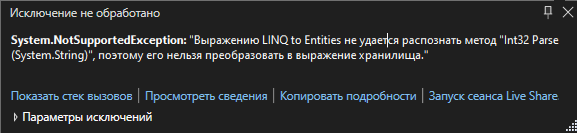 Исключение не обработано
System.NotSupportedException: "Выражению LINQ to Entities не удается распознать метод "Int32 Parse
(System.String)", поэтому его нельзя преобразовать в выражение хранилища."
Показать стек вызовов | Просмотреть сведения | Копировать подробности | Запуск сеанса Live Share
Параметры исключений